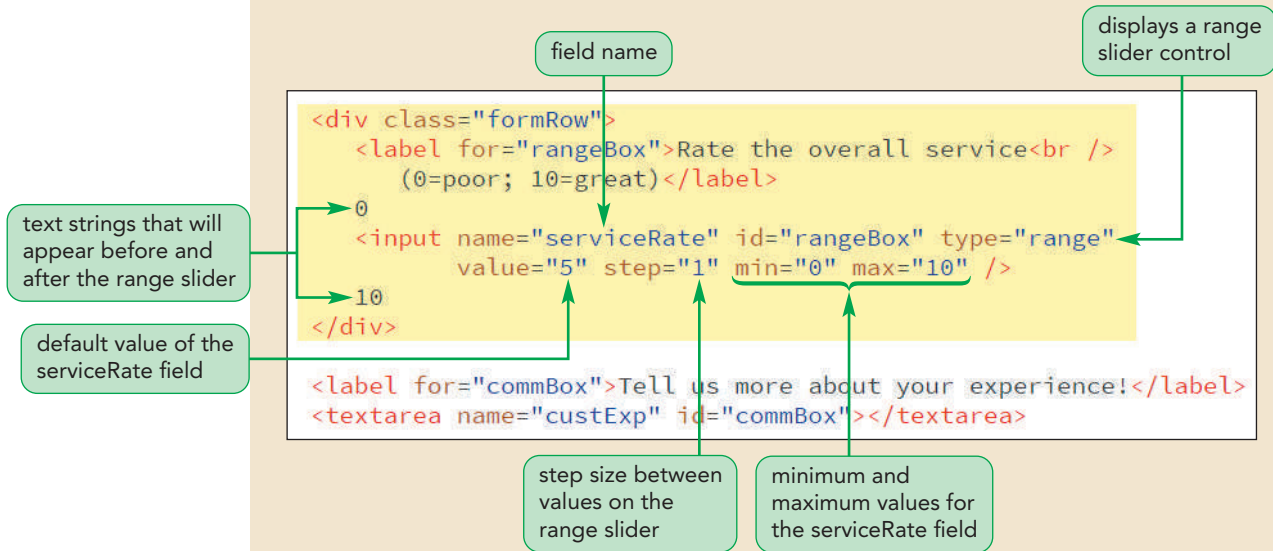 displays a range
slider control
field name
<div class="formRow">
<label for="rangeBox">Rate the overall service<br />
(0=poor; 10=great)</label>
0
<input name="serviceRate" id="rangeBox" type="range"
value="5" step="1" min="0" max="10" />
10
</div>
text strings that will
appear before and
after the range slider
default value of the
serviceRate field
<label for="commBox">Tell us more about your experience!</label>
<textarea name="custExp" id="commBox"></textarea>
step size between
values on the
range slider
minimum and
maximum values for
the serviceRate field